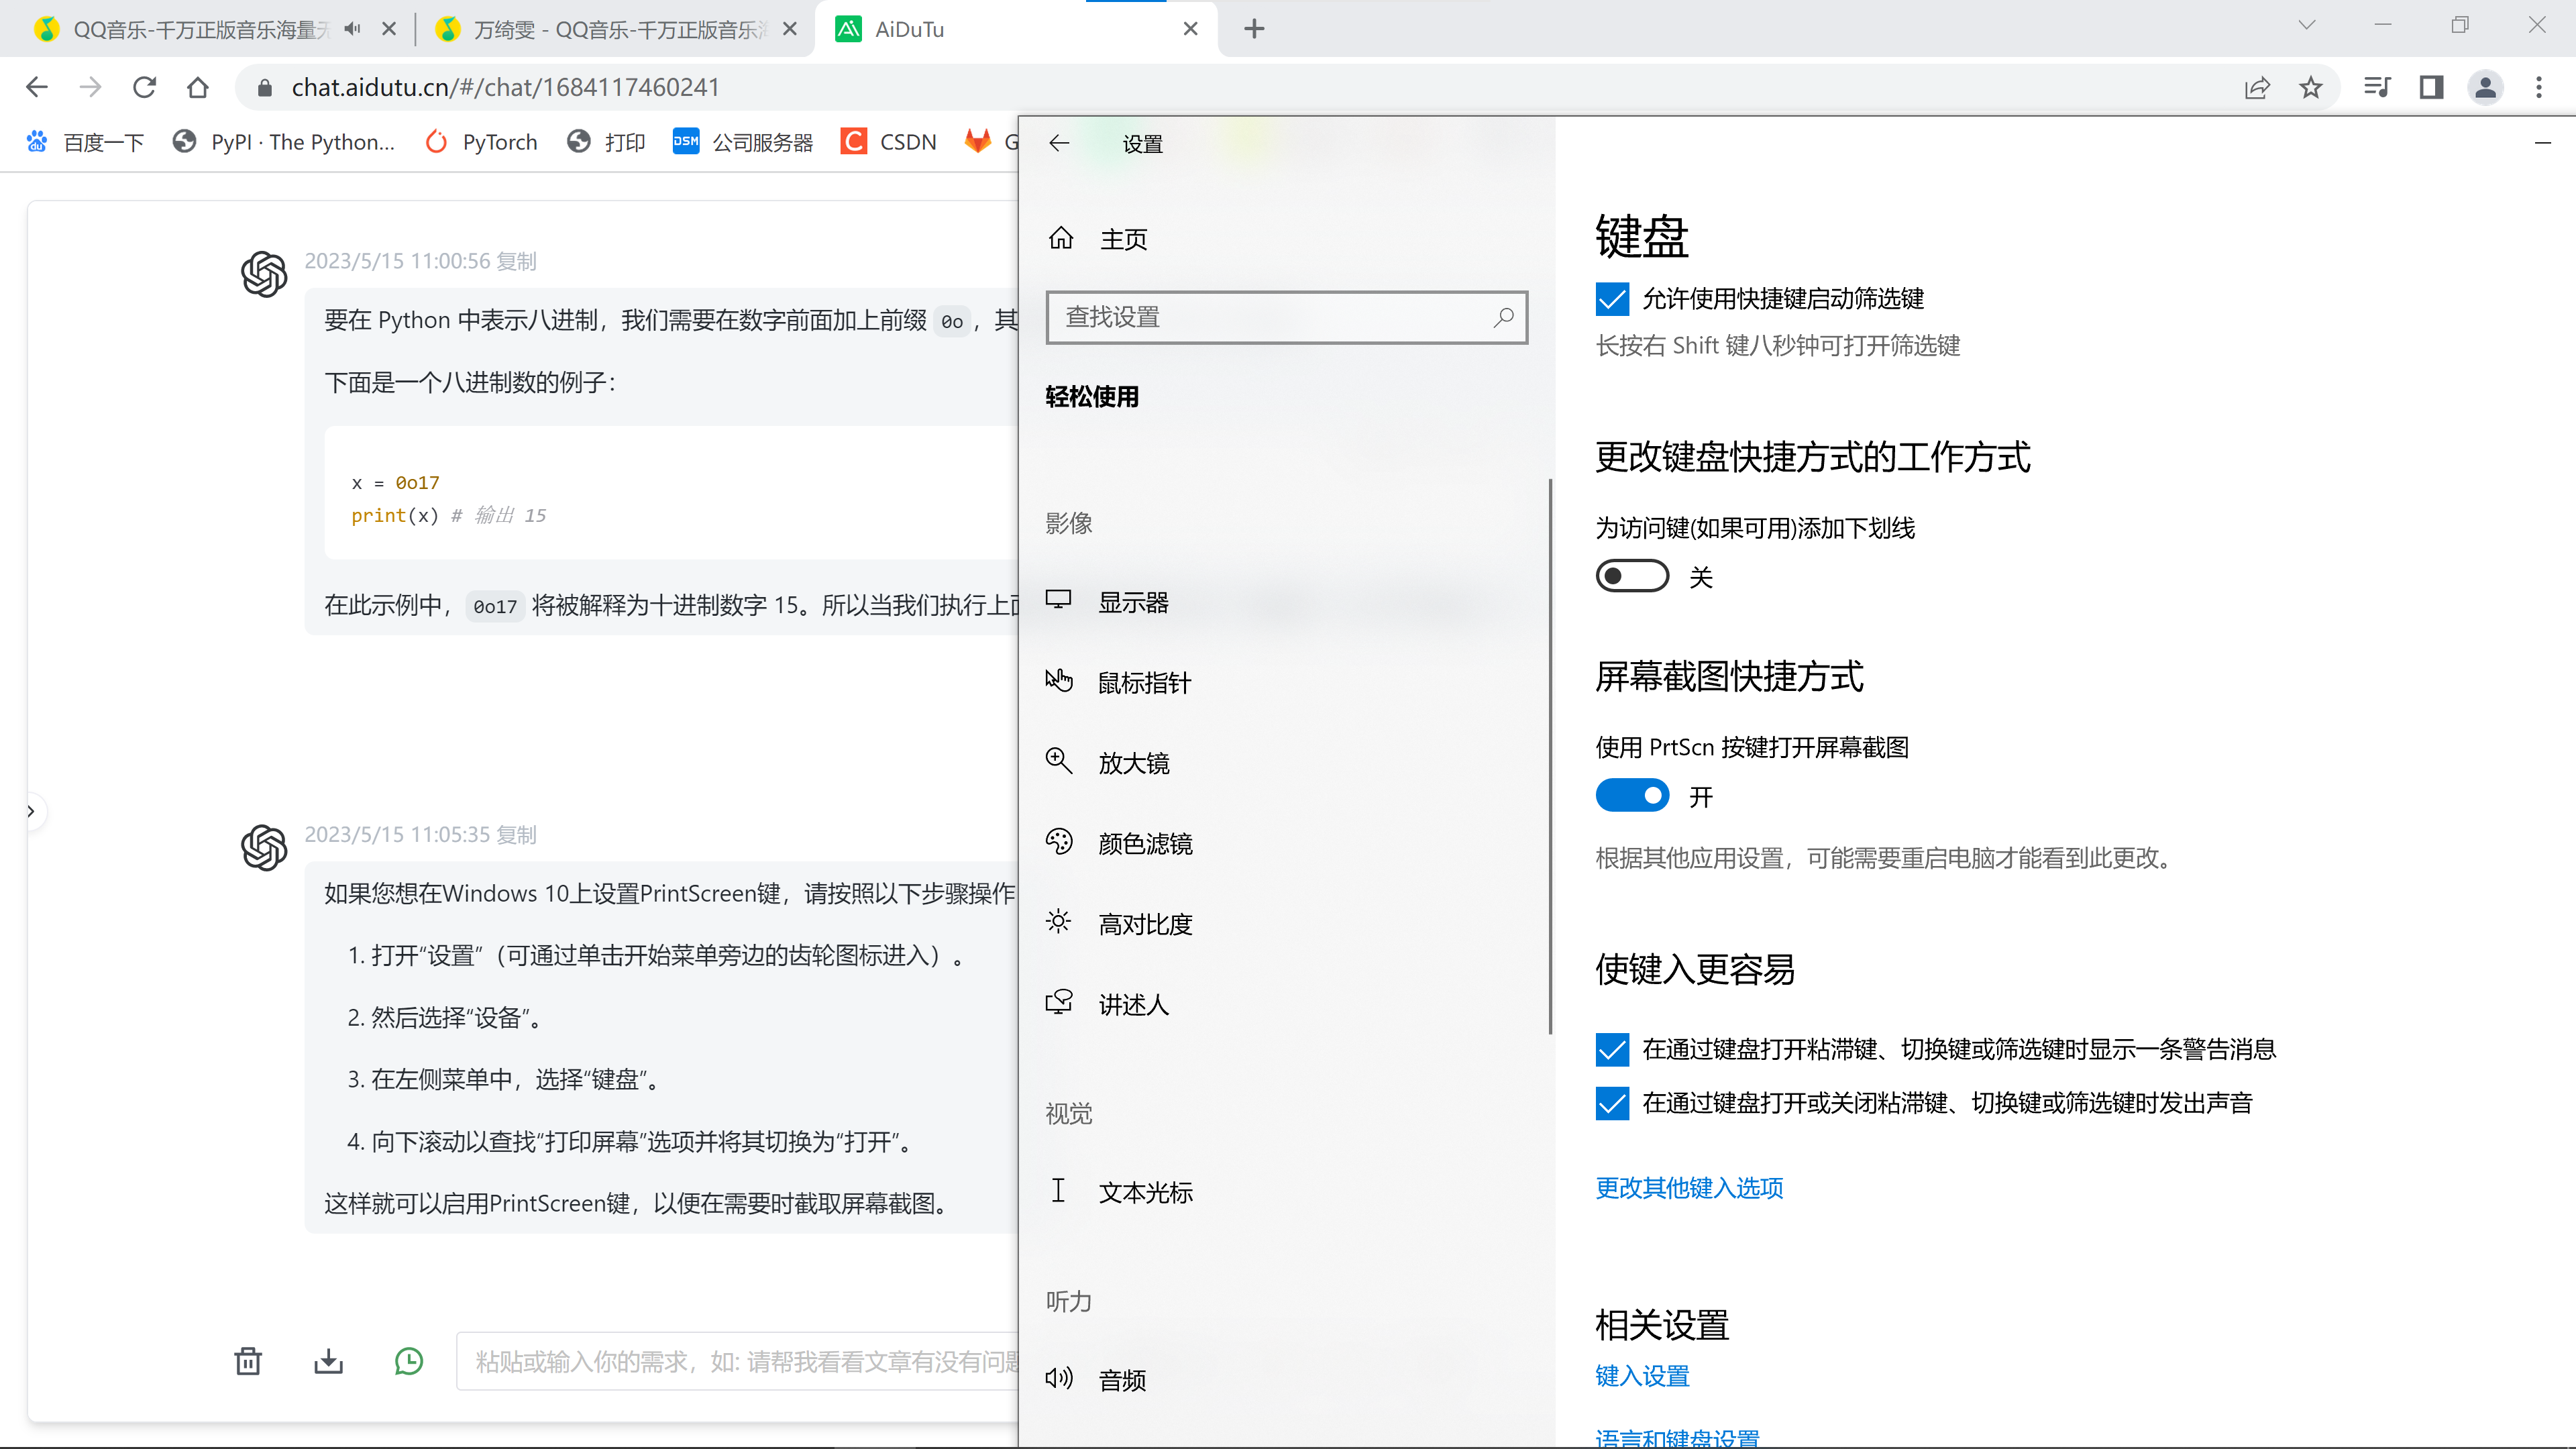 QQ音乐-千万正版音乐海量无
万绮雯 - QQ音乐-千万正版音乐海
AiDuTu
chat.aidutu.cn/#/chat/1684117460241
百度一下
PyPI · The Python...
PyTorch
打印
DSM 公司服务器
C CSDN
G
2023/5/15 11:00:56 复制
要在 Python 中表示八进制，我们需要在数字前面加上前缀 0o，其
下面是一个八进制数的例子：
x = 0o17
print(x) # 输出 15
在此示例中， 0o17 将被解释为十进制数字 15。所以当我们执行上面
2023/5/15 11:05:35 复制
如果您想在Windows 10上设置PrintScreen键，请按照以下步骤操作
1. 打开“设置”（可通过单击开始菜单旁边的齿轮图标进入）。
2. 然后选择“设备”。
3. 在左侧菜单中，选择“键盘”。
4. 向下滚动以查找“打印屏幕”选项并将其切换为“打开”。
这样就可以启用PrintScreen键，以便在需要时截取屏幕截图。
粘贴或输入你的需求，如: 请帮我看看文章有没有问题
设置
主页
查找设置
轻松使用
影像
显示器
鼠标指针
放大镜
颜色滤镜
高对比度
讲述人
视觉
文本光标
听力
音频
键盘
允许使用快捷键启动筛选键
长按右 Shift 键八秒钟可打开筛选键
更改键盘快捷方式的工作方式
为访问键(如果可用)添加下划线
关
屏幕截图快捷方式
使用 PrtScn 按键打开屏幕截图
开
根据其他应用设置，可能需要重启电脑才能看到此更改。
使键入更容易
在通过键盘打开粘滞键、切换键或筛选键时显示一条警告消息
在通过键盘打开或关闭粘滞键、切换键或筛选键时发出声音
更改其他键入选项
相关设置
键入设置
语言和键盘设置